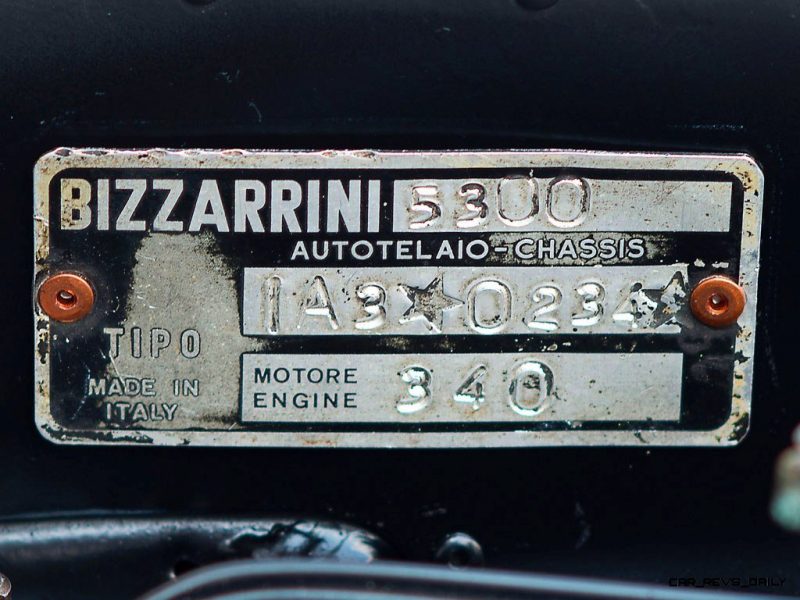 BIZZARRINI 5300
AUTOTELAIO-CHASSIS
IA3★0234★
TIPO
MADE IN
ITALY
MOTORE
ENGINE
340
CAR_REVS_DAILY